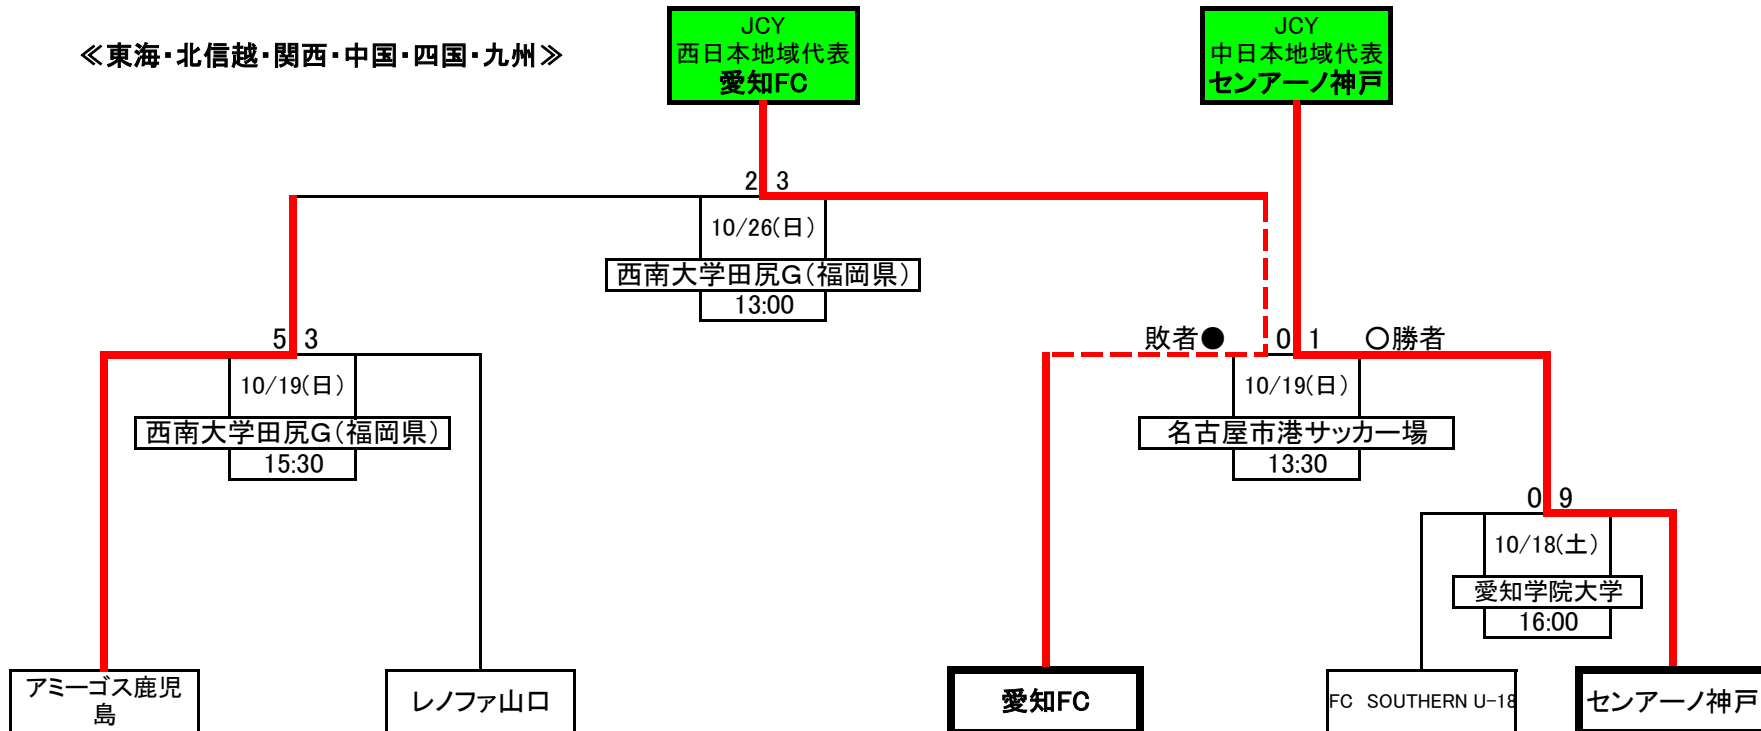 JCY
西日本地域代表
愛知FC
JCY
中日本地域代表
センアーノ神戸
≪東海・北信越・関西・中国・四国・九州≫
2 3
10/26(日)
西南大学田尻G(福岡県)
13:00
5 3
10/19(日)
西南大学田尻G(福岡県)
15:30
敗者● 0 1 ○勝者
10/19(日)
名古屋市港サッカー場
13:30
0 9
10/18(土)
愛知学院大学
16:00
アミーゴス鹿児
島
レノファ山口
愛知FC
FC SOUTHERN U-18
センアーノ神戸